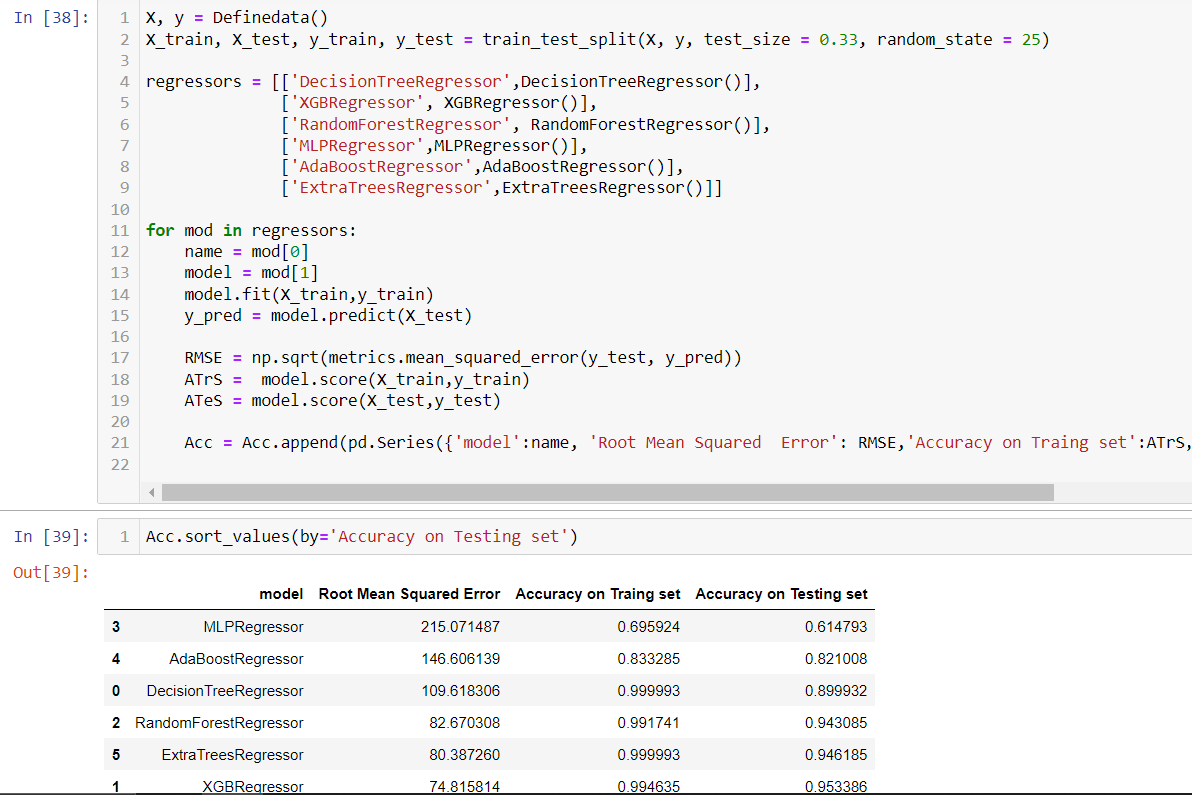 In [38]:
1 X, y = Definedata()
2 X_train, X_test, y_train, y_test = train_test_split(X, y, test_size = 0.33, random_state = 25)
3
4 regressors = [['DecisionTreeRegressor',DecisionTreeRegressor()],
5               ['XGBRegressor', XGBRegressor()],
6               ['RandomForestRegressor', RandomForestRegressor()],
7               ['MLPRegressor',MLPRegressor()],
8               ['AdaBoostRegressor',AdaBoostRegressor()],
9               ['ExtraTreesRegressor',ExtraTreesRegressor()]]
10
11 for mod in regressors:
12     name = mod[0]
13     model = mod[1]
14     model.fit(X_train,y_train)
15     y_pred = model.predict(X_test)
16
17     RMSE = np.sqrt(metrics.mean_squared_error(y_test, y_pred))
18     ATrS =  model.score(X_train,y_train)
19     ATeS = model.score(X_test,y_test)
20
21     Acc = Acc.append(pd.Series({'model':name, 'Root Mean Squared  Error': RMSE,'Accuracy on Traing set':ATrS,
22
In [39]:
1 Acc.sort_values(by='Accuracy on Testing set')
Out[39]:
model Root Mean Squared Error Accuracy on Traing set Accuracy on Testing set
3 MLPRegressor 215.071487 0.695924 0.614793
4 AdaBoostRegressor 146.606139 0.833285 0.821008
0 DecisionTreeRegressor 109.618306 0.999993 0.899932
2 RandomForestRegressor 82.670308 0.991741 0.943085
5 ExtraTreesRegressor 80.387260 0.999993 0.946185
1 XGBRegressor 74.815814 0.994635 0.953386